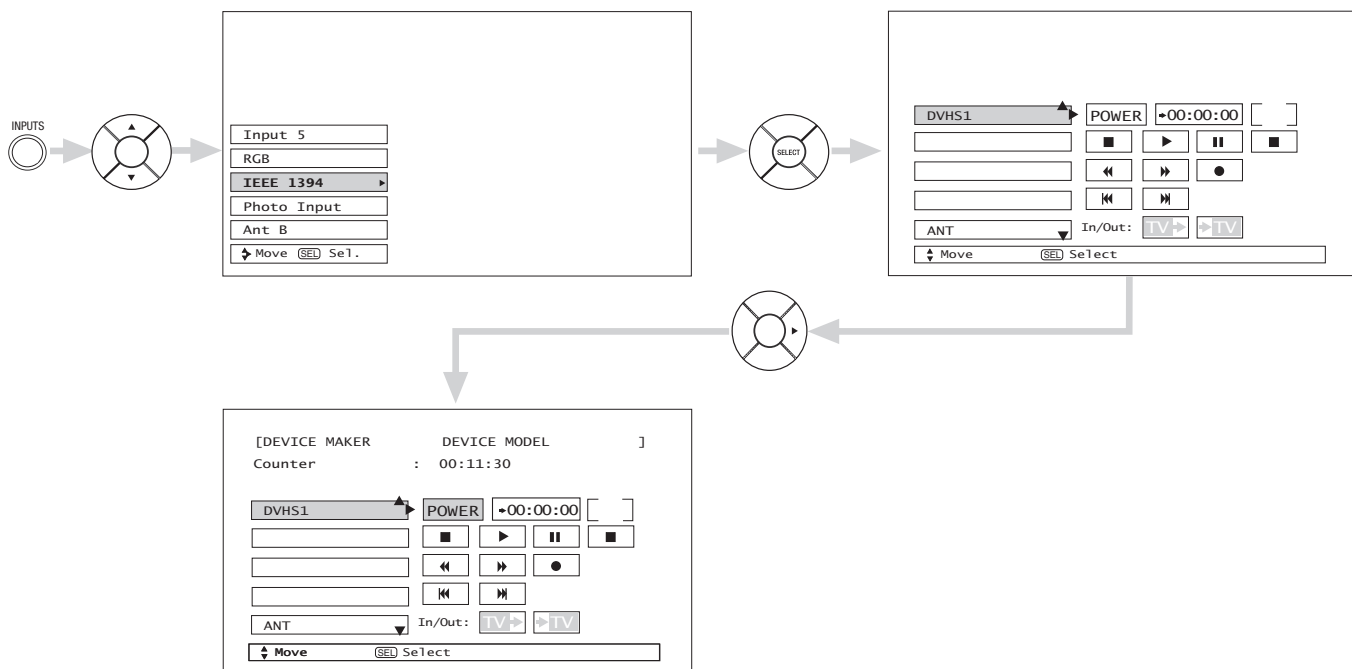 INPUTS
Input 5
RGB
IEEE 1394
Photo Input
Ant B
Move SEL Sel.
SELECT
DVHS1 POWER 00:00:00
ANT In/Out: TV TV
Move SEL Select
[DEVICE MAKER DEVICE MODEL ]
Counter : 00:11:30
DVHS1 POWER 00:00:00
ANT In/Out: TV TV
Move SEL Select